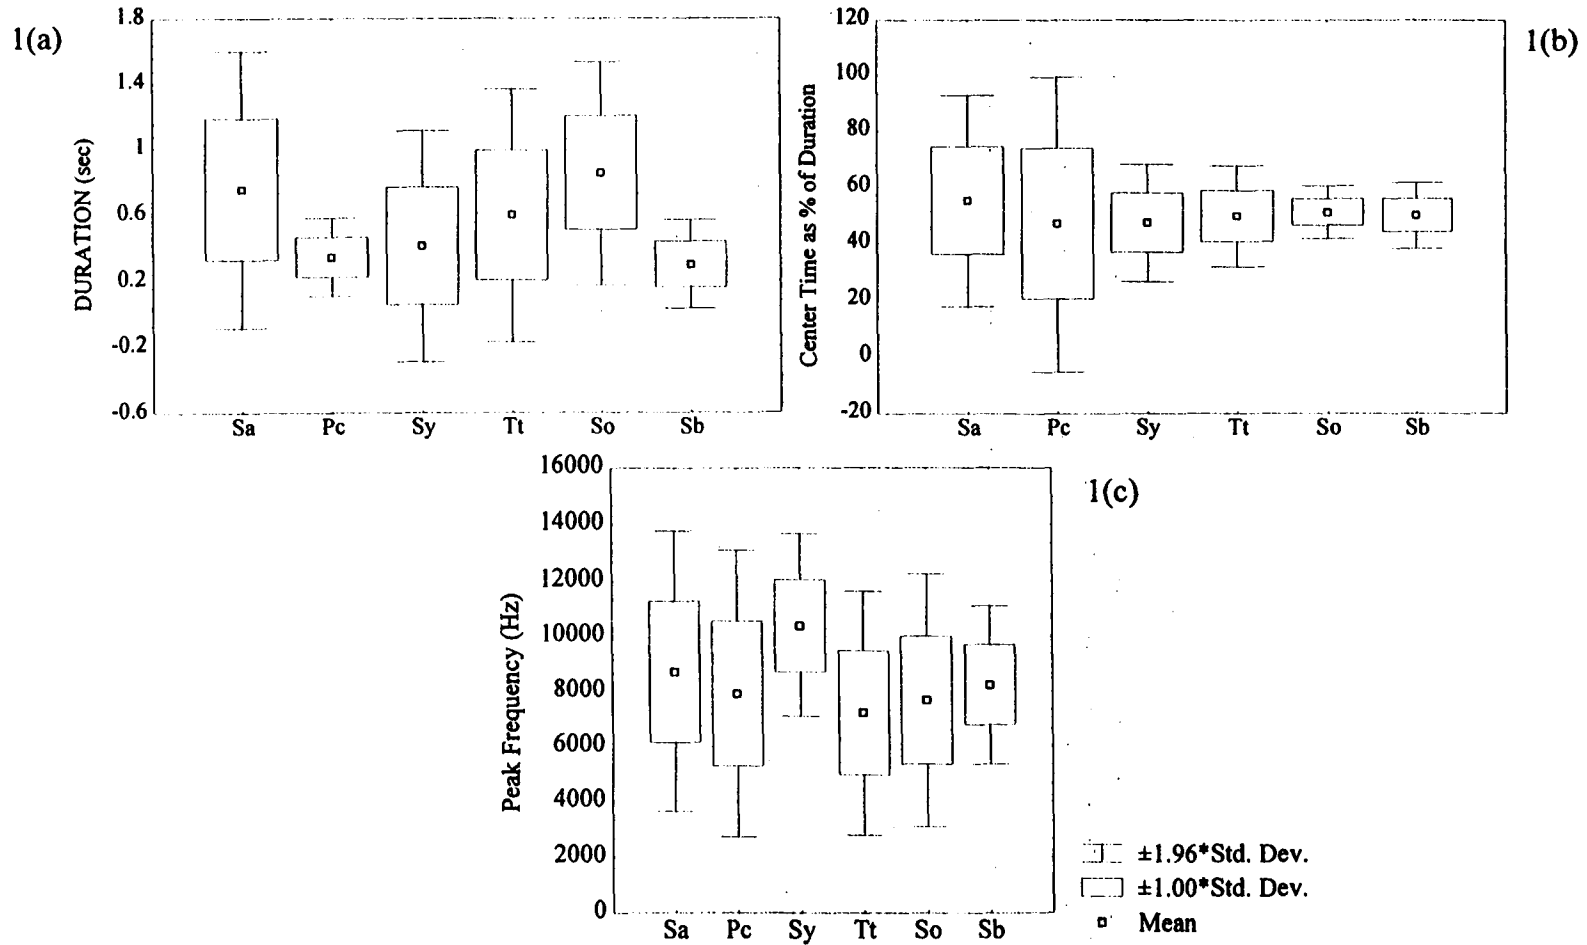 1(a)
DURATION (sec)
1.8
1.4
1
0.6
0.2
-0.2
-0.6
Sa Pc Sy Tt So Sb
1(b)
Center Time as % of Duration
120
100
80
60
40
20
0
-20
Sa Pc Sy Tt So Sb
1(c)
Peak Frequency (Hz)
16000
14000
12000
10000
8000
6000
4000
2000
0
Sa Pc Sy Tt So Sb
±1.96*Std. Dev.
±1.00*Std. Dev.
Mean